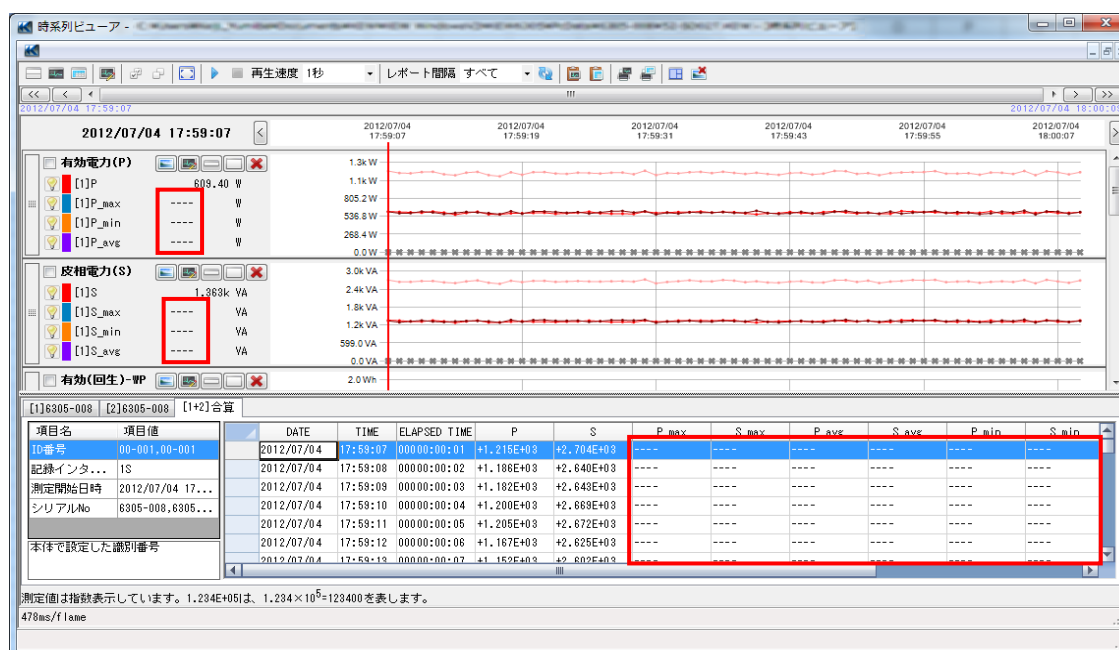 時系列ビューア -
再生速度 1秒 レポート間隔 すべて
<< < > >>
2012/07/04 17:59:07 2012/07/04 18:00:09
2012/07/04 17:59:07 <
2012/07/04 17:59:07
2012/07/04 17:59:19
2012/07/04 17:59:31
2012/07/04 17:59:43
2012/07/04 17:59:55
2012/07/04 18:00:07
>
有効電力(P)
[1]P 609.40 W
[1]P_max ---- W
[1]P_min ---- W
[1]P_avg ---- W
1.3k W
1.1k W
805.2 W
536.8 W
268.4 W
0.0 W
皮相電力(S)
[1]S 1.363k VA
[1]S_max ---- VA
[1]S_min ---- VA
[1]S_avg ---- VA
3.0k VA
2.4k VA
1.8k VA
1.2k VA
599.0 VA
0.0 VA
有効(回生)-WP
2.0 Wh
[1]6305-008 [2]6305-008 [1+2]合算
項目名 項目値
ID番号 00-001,00-001
記録インタ... 1S
測定開始日時 2012/07/04 17...
シリアルNo 6305-008,6305...
本体で設定した識別番号
DATE TIME ELAPSED TIME P S P_max S_max P_avg S_avg P_min S_min
2012/07/04 17:59:07 00000:00:01 +1.215E+03 +2.704E+03 ---- ---- ---- ---- ---- ----
2012/07/04 17:59:08 00000:00:02 +1.186E+03 +2.640E+03 ---- ---- ---- ---- ---- ----
2012/07/04 17:59:09 00000:00:03 +1.182E+03 +2.643E+03 ---- ---- ---- ---- ---- ----
2012/07/04 17:59:10 00000:00:04 +1.200E+03 +2.669E+03 ---- ---- ---- ---- ---- ----
2012/07/04 17:59:11 00000:00:05 +1.205E+03 +2.672E+03 ---- ---- ---- ---- ---- ----
2012/07/04 17:59:12 00000:00:06 +1.167E+03 +2.625E+03 ---- ---- ---- ---- ---- ----
2012/07/04 17:59:13 00000:00:07 +1.152E+03 +2.602E+03 ---- ---- ---- ---- ---- ----
測定値は指数表示しています。1.234E+05は、1.234×10⁵=123400を表します。
478ms/flame